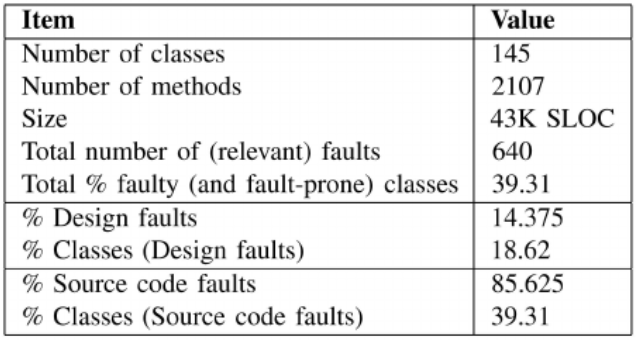 Item Value
Number of classes 145
Number of methods 2107
Size 43K SLOC
Total number of (relevant) faults 640
Total % faulty (and fault-prone) classes 39.31
% Design faults 14.375
% Classes (Design faults) 18.62
% Source code faults 85.625
% Classes (Source code faults) 39.31